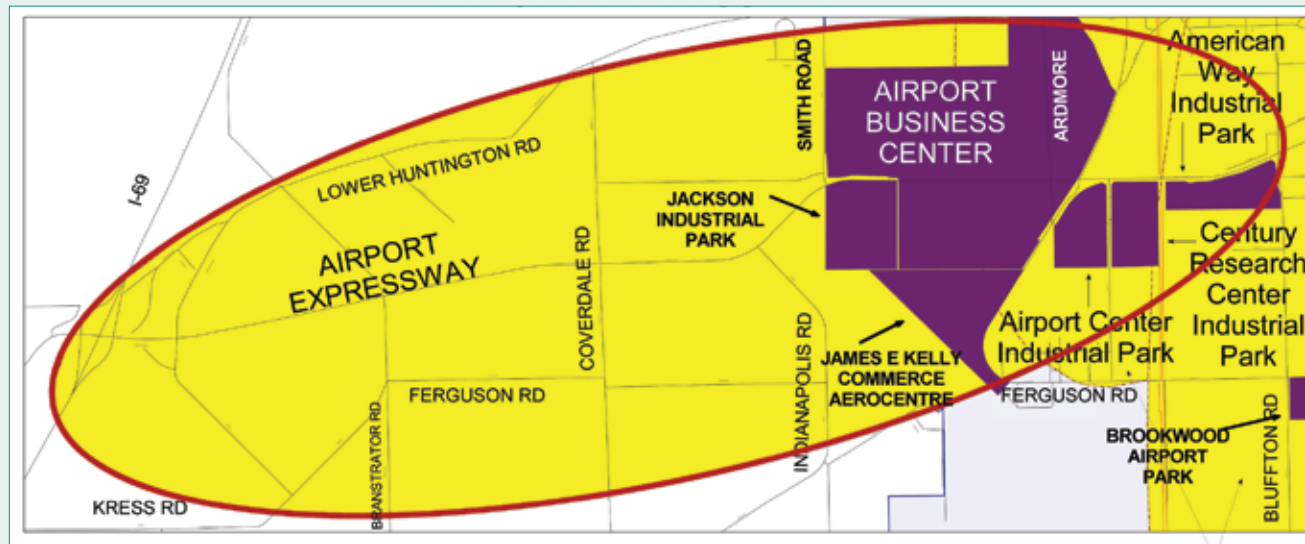 American
Way
Industrial
Park
SMITH ROAD
AIRPORT
BUSINESS
CENTER
ARDMORE
I-69
LOWER HUNTINGTON RD
JACKSON
INDUSTRIAL
PARK
AIRPORT
EXPRESSWAY
COVERDALE RD
Century
Research
Center
Industrial
Park
Airport Center
Industrial Park
INDIANAPOLIS RD
JAMES E KELLY
COMMERCE
AEROCENTRE
FERGUSON RD
FERGUSON RD
BRANSTRATOR RD
BROOKWOOD
AIRPORT
PARK
BLUFFTON RD
KRESS RD